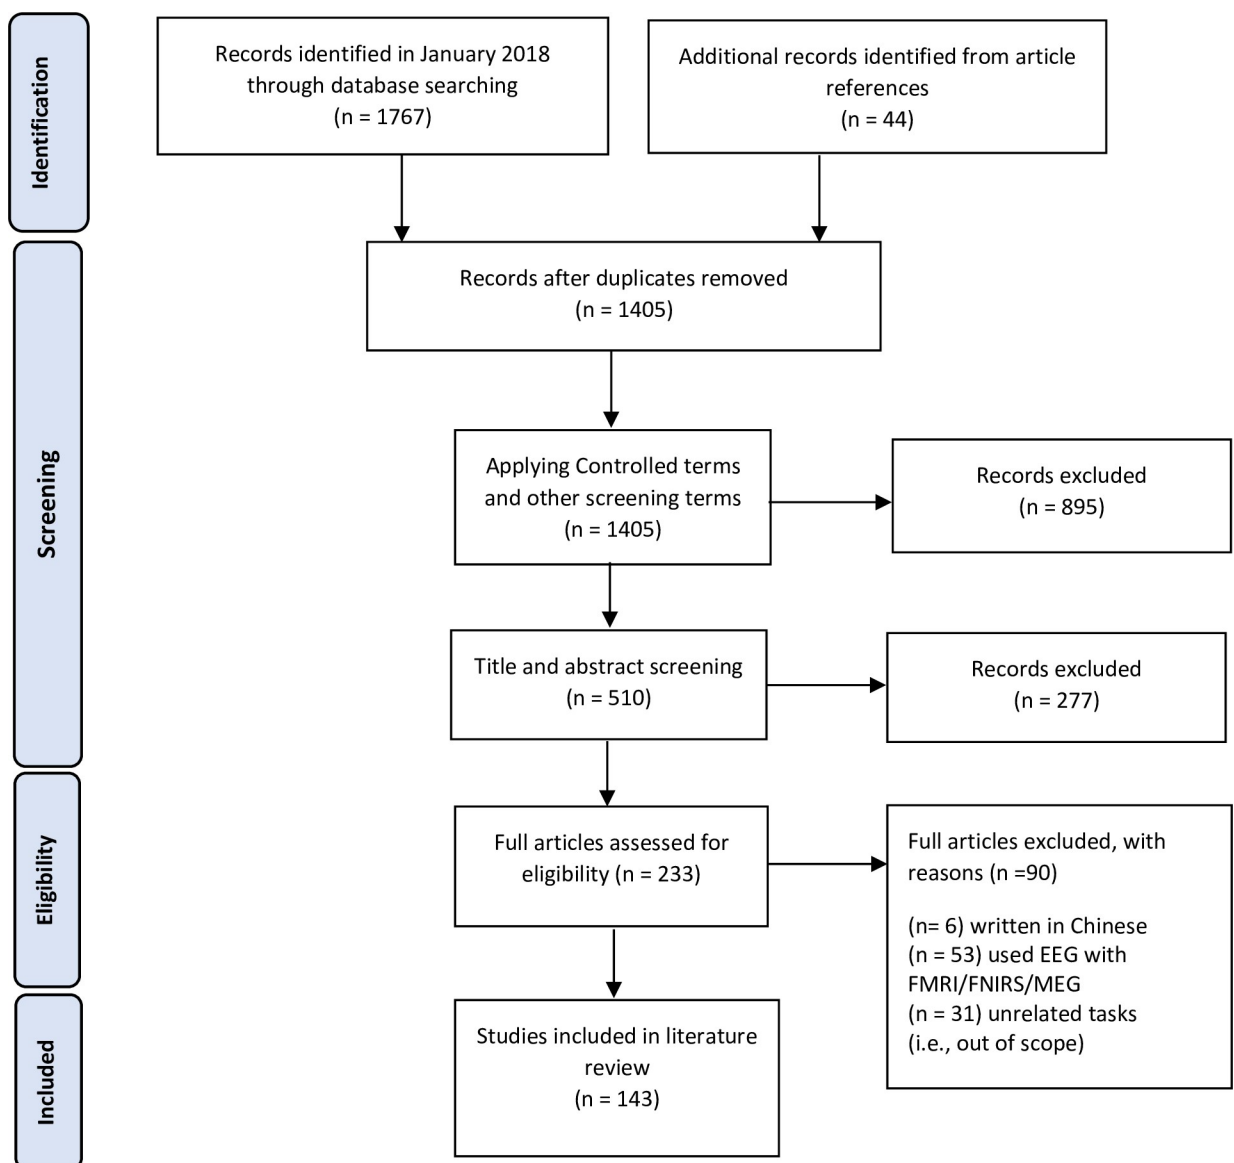 Identification
Records identified in January 2018
through database searching
(n = 1767)
Additional records identified from article
references
(n = 44)
Screening
Records after duplicates removed
(n = 1405)
Applying Controlled terms
and other screening terms
(n = 1405)
Records excluded
(n = 895)
Title and abstract screening
(n = 510)
Records excluded
(n = 277)
Eligibility
Full articles assessed for
eligibility (n = 233)
Full articles excluded, with
reasons (n =90)
(n= 6) written in Chinese
(n = 53) used EEG with
FMRI/FNIRS/MEG
(n = 31) unrelated tasks
(i.e., out of scope)
Included
Studies included in literature
review
(n = 143)